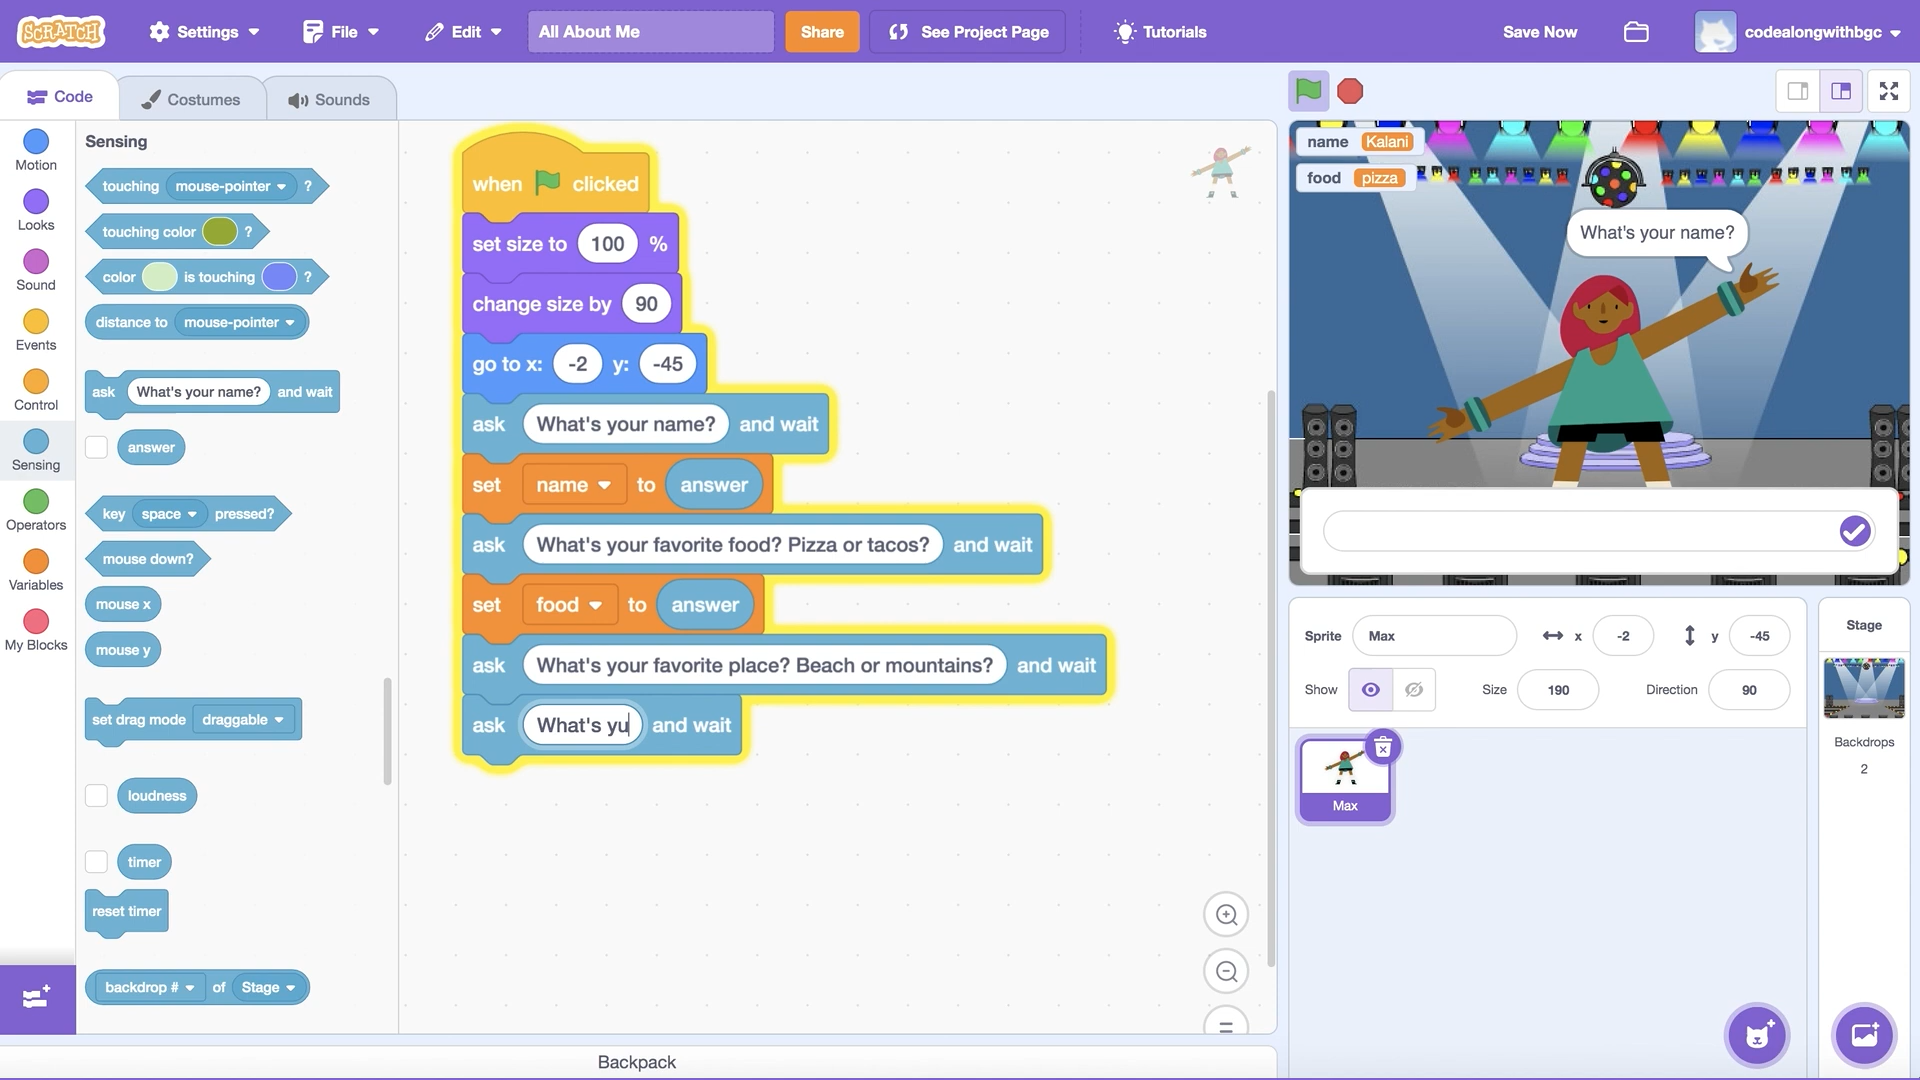 SCRATCH Settings File Edit All About Me Share See Project Page Tutorials Save Now codealongwithbgc
Code Costumes Sounds
Motion
Looks
Sound
Events
Control
Sensing
Operators
Variables
My Blocks
Sensing
touching mouse-pointer ?
touching color ?
color is touching ?
distance to mouse-pointer
ask What's your name? and wait
answer
key space pressed?
mouse down?
mouse x
mouse y
set drag mode draggable
loudness
timer
reset timer
backdrop # of Stage
when clicked
set size to 100 %
change size by 90
go to x: -2 y: -45
ask What's your name? and wait
set name to answer
ask What's your favorite food? Pizza or tacos? and wait
set food to answer
ask What's your favorite place? Beach or mountains? and wait
ask What's yu and wait
name Kalani
food pizza
What's your name?
Sprite Max x -2 y -45
Show Size 190 Direction 90
Max
Stage
Backdrops
2
Backpack